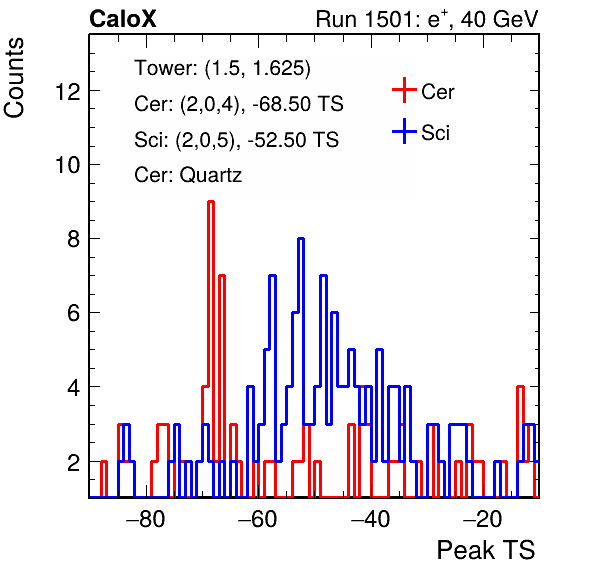 CaloX Run 1501: e⁺, 40 GeV
Counts
Tower: (1.5, 1.625)
Cer: (2,0,4), -68.50 TS
Sci: (2,0,5), -52.50 TS
Cer: Quartz
Cer
Sci
12
10
8
6
4
2
−80 −60 −40 −20
Peak TS